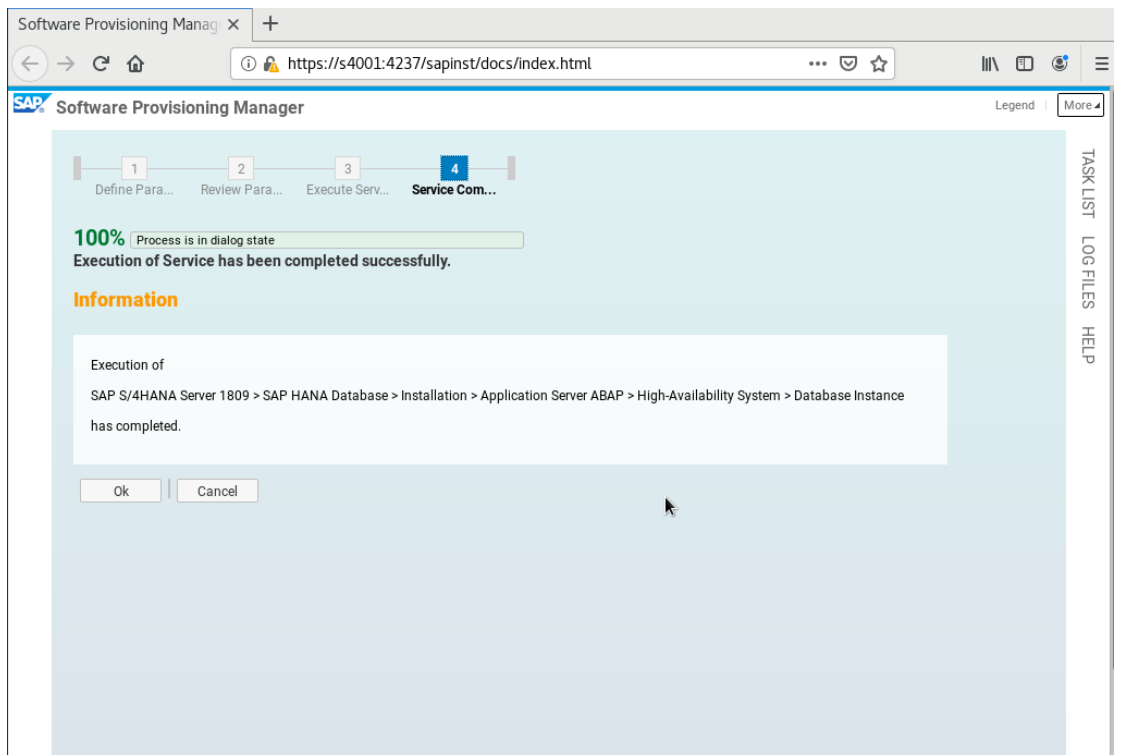 Software Provisioning Manag
https://s4001:4237/sapinst/docs/index.html
SAP Software Provisioning Manager
Legend
More
1
2
3
4
Define Para...
Review Para...
Execute Serv...
Service Com...
100% Process is in dialog state
Execution of Service has been completed successfully.
Information
Execution of
SAP S/4HANA Server 1809 > SAP HANA Database > Installation > Application Server ABAP > High-Availability System > Database Instance
has completed.
Ok
Cancel
TASK LIST
LOG FILES
HELP